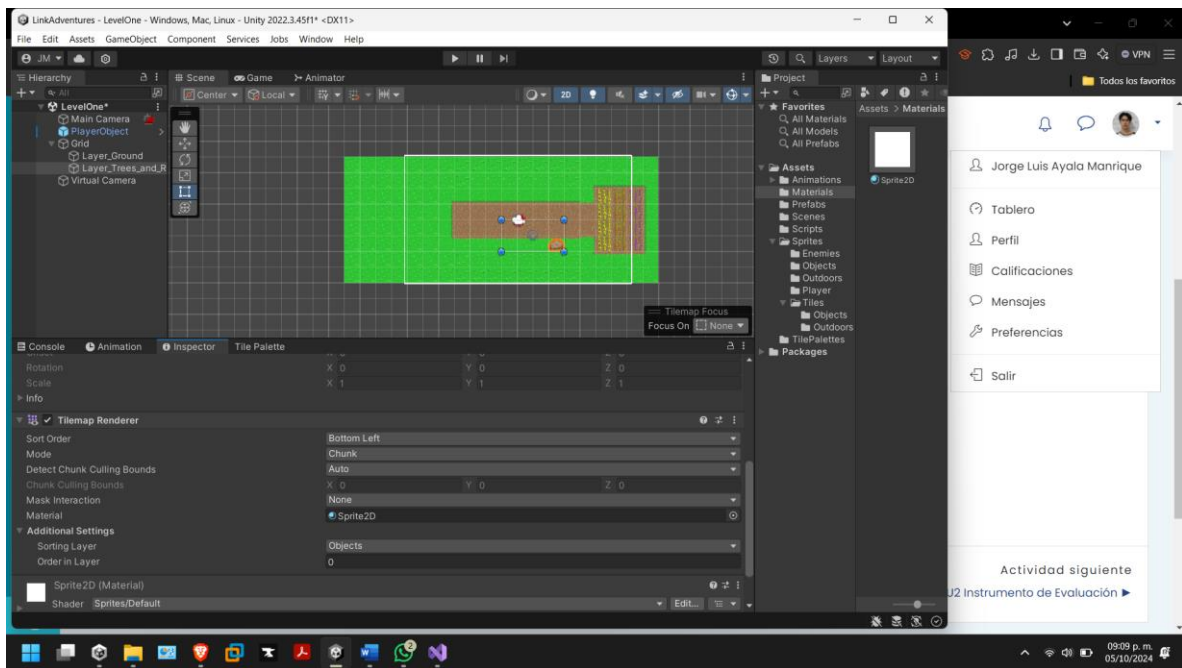 LinkAdventures - LevelOne - Windows, Mac, Linux - Unity 2022.3.45f1* <DX11>
File Edit Assets GameObject Component Services Jobs Window Help
JM
Layers Layout
Hierarchy
All
LevelOne*
Main Camera
PlayerObject
Grid
Layer_Ground
Layer_Trees_and_R
Virtual Camera
Scene Game Animator
Center Local 2D
Tilemap Focus
Focus On None
Project
Favorites
All Materials
All Models
All Prefabs
Assets
Animations
Materials
Prefabs
Scenes
Scripts
Sprites
Enemies
Objects
Outdoors
Player
Tiles
Objects
Outdoors
TilePalettes
Packages
Assets > Materials
Sprite2D
Console Animation Inspector Tile Palette
Rotation X 0 Y 0 Z 0
Scale X 1 Y 1 Z 1
Info
Tilemap Renderer
Sort Order Bottom Left
Mode Chunk
Detect Chunk Culling Bounds Auto
Chunk Culling Bounds X 0 Y 0 Z 0
Mask Interaction None
Material Sprite2D
Additional Settings
Sorting Layer Objects
Order in Layer 0
Sprite2D (Material)
Shader Sprites/Default Edit...
VPN
Todos los favoritos
Jorge Luis Ayala Manrique
Tablero
Perfil
Calificaciones
Mensajes
Preferencias
Salir
Actividad siguiente
U2 Instrumento de Evaluación ►
2
09:09 p. m.
05/10/2024